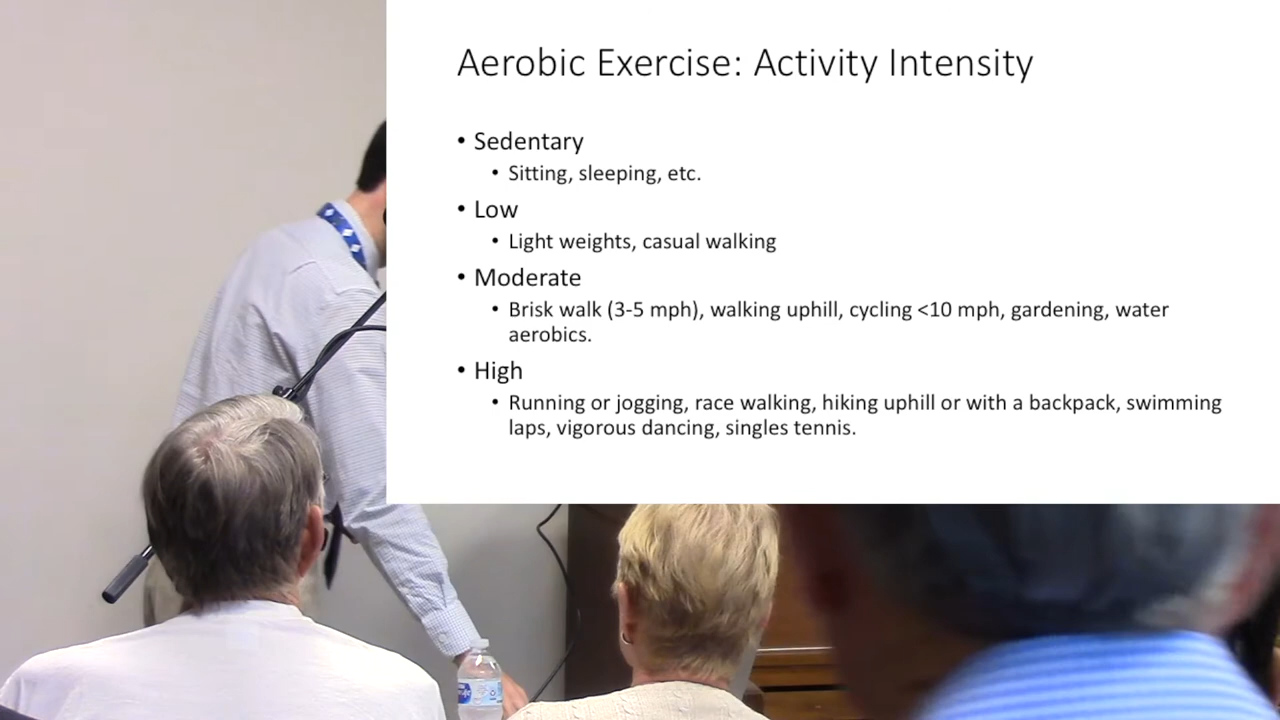 Aerobic Exercise: Activity Intensity
• Sedentary
• Sitting, sleeping, etc.
• Low
• Light weights, casual walking
• Moderate
• Brisk walk (3-5 mph), walking uphill, cycling <10 mph, gardening, water
aerobics.
• High
• Running or jogging, race walking, hiking uphill or with a backpack, swimming
laps, vigorous dancing, singles tennis.